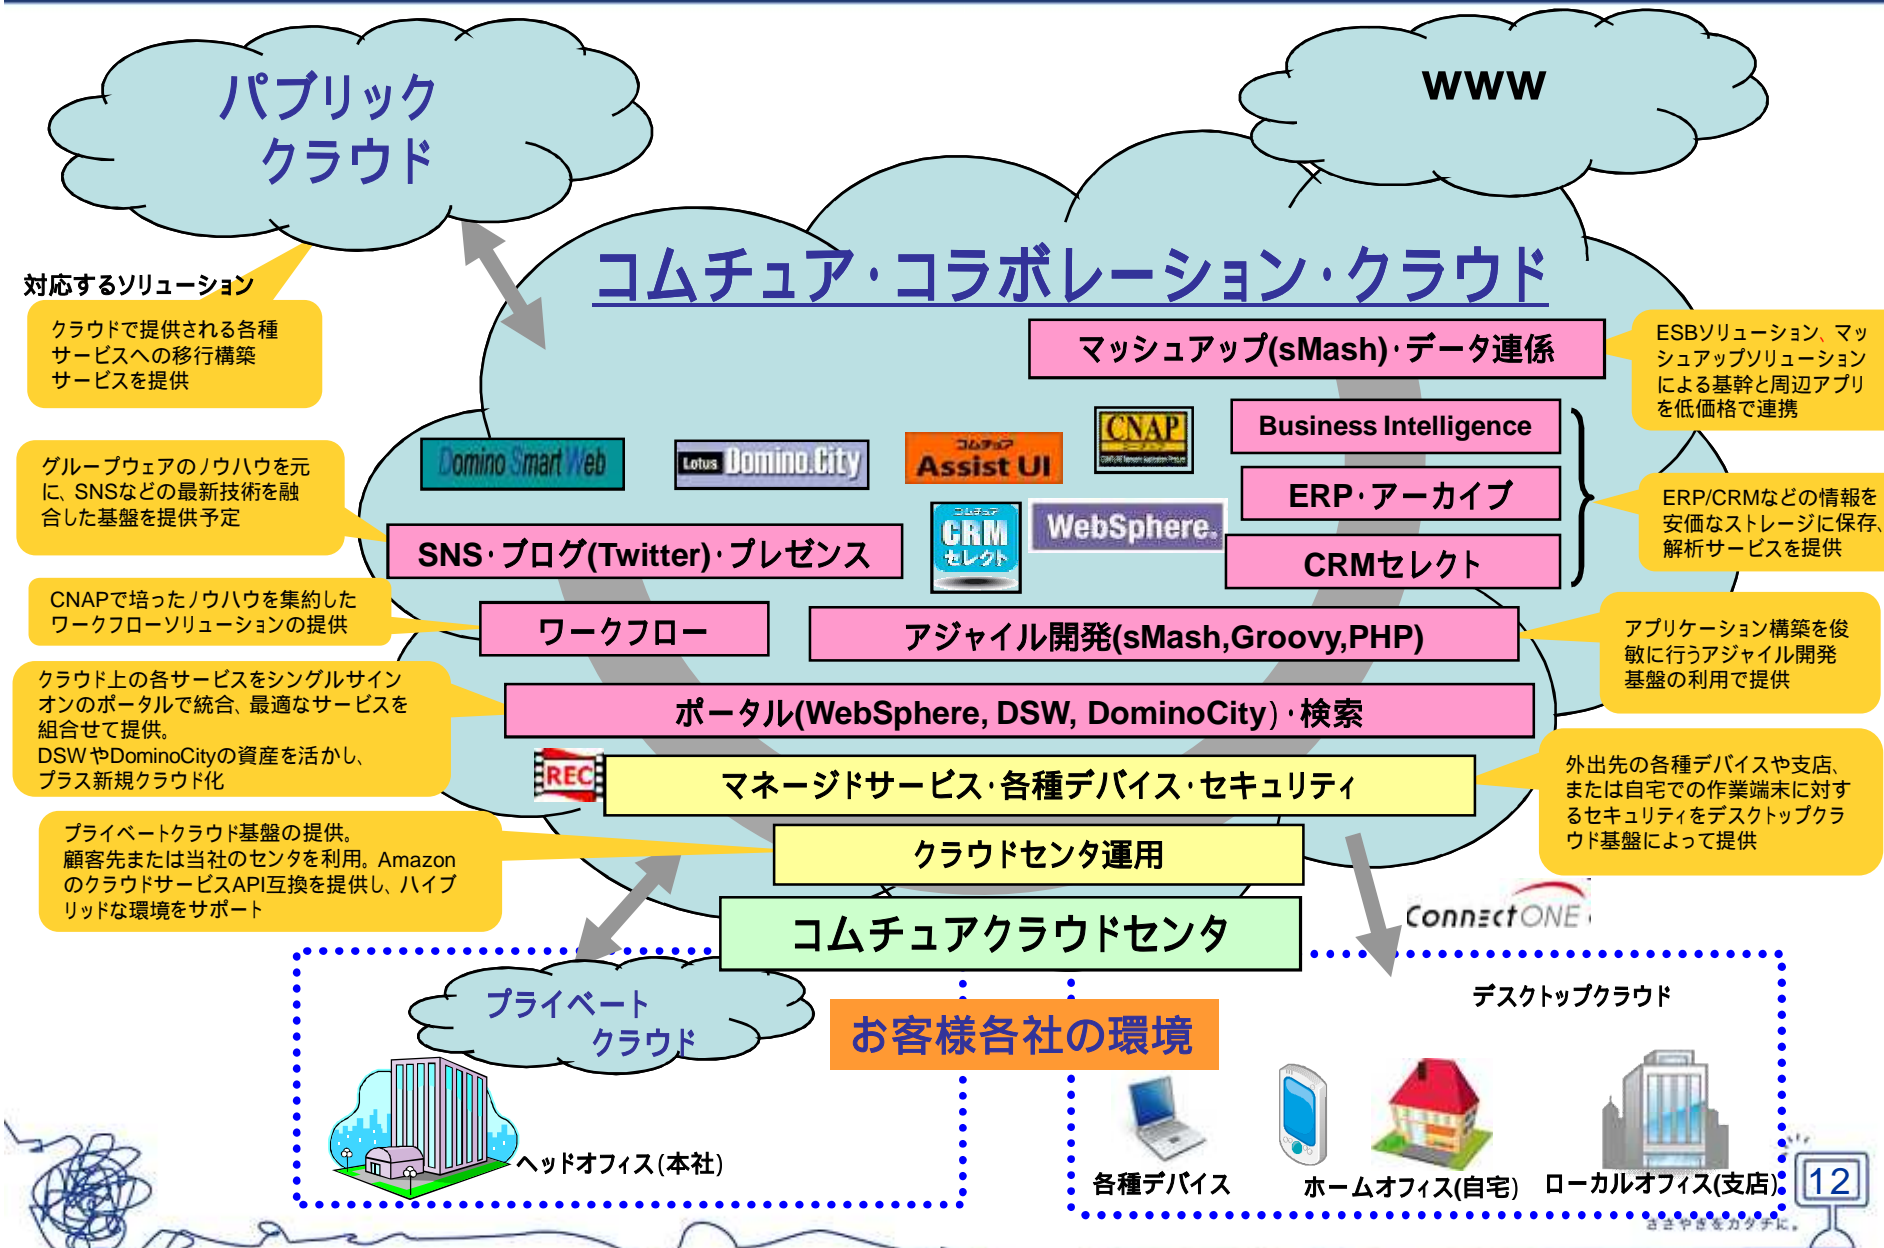 パブリック
クラウド
WWW
コムチュア・コラボレーション・クラウド
対応するソリューション
クラウドで提供される各種
サービスへの移行構築
サービスを提供
マッシュアップ(sMash)・データ連係
ESBソリューション、マッ
シュアップソリューション
による基幹と周辺アプリ
を低価格で連携
グループウェアのノウハウを元
に、SNSなどの最新技術を融
合した基盤を提供予定
Domino Smart Web
Lotus Domino.City
コムチュア
Assist UI
CNAP
Business Intelligence
ERP・アーカイブ
CRMセレクト
ERP/CRMなどの情報を
安価なストレージに保存、
解析サービスを提供
SNS・ブログ(Twitter)・プレゼンス
コムチュア
CRM
セレクト
WebSphere.
CNAPで培ったノウハウを集約した
ワークフローソリューションの提供
ワークフロー
アジャイル開発(sMash,Groovy,PHP)
アプリケーション構築を俊
敏に行うアジャイル開発
基盤の利用で提供
クラウド上の各サービスをシングルサイン
オンのポータルで統合、最適なサービスを
組合せて提供。
DSWやDominoCityの資産を活かし、
プラス新規クラウド化
ポータル(WebSphere, DSW, DominoCity)・検索
REC
マネージドサービス・各種デバイス・セキュリティ
外出先の各種デバイスや支店、
または自宅での作業端末に対す
るセキュリティをデスクトップクラ
ウド基盤によって提供
プライベートクラウド基盤の提供。
顧客先または当社のセンタを利用。Amazon
のクラウドサービスAPI互換を提供し、ハイブ
リッドな環境をサポート
クラウドセンタ運用
コムチュアクラウドセンタ
ConnectONE
プライベート
クラウド
お客様各社の環境
デスクトップクラウド
ヘッドオフィス(本社)
各種デバイス
ホームオフィス(自宅)
ローカルオフィス(支店)
12
ささやきをカタチに。